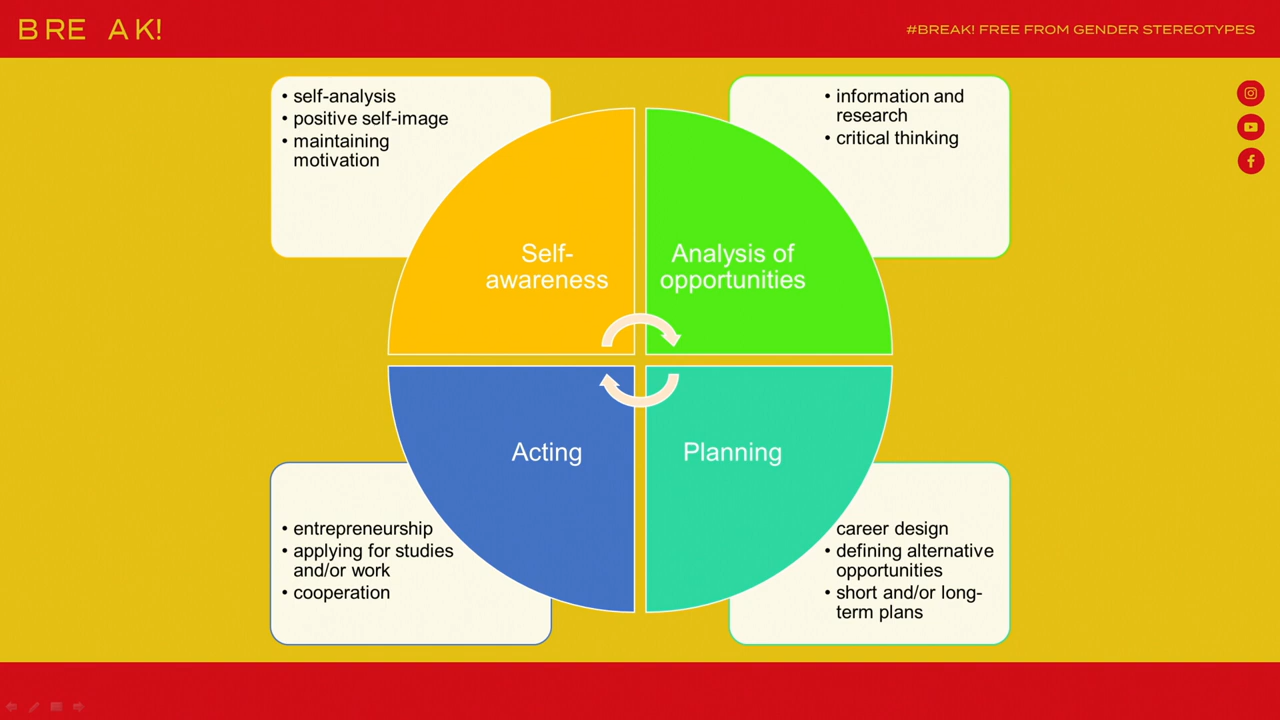 BRE AK!
#BREAK! FREE FROM GENDER STEREOTYPES
• self-analysis
• positive self-image
• maintaining
motivation
• information and
research
• critical thinking
Self-
awareness
Analysis of
opportunities
Acting
Planning
• entrepreneurship
• applying for studies
and/or work
• cooperation
career design
• defining alternative
opportunities
• short and/or long-
term plans